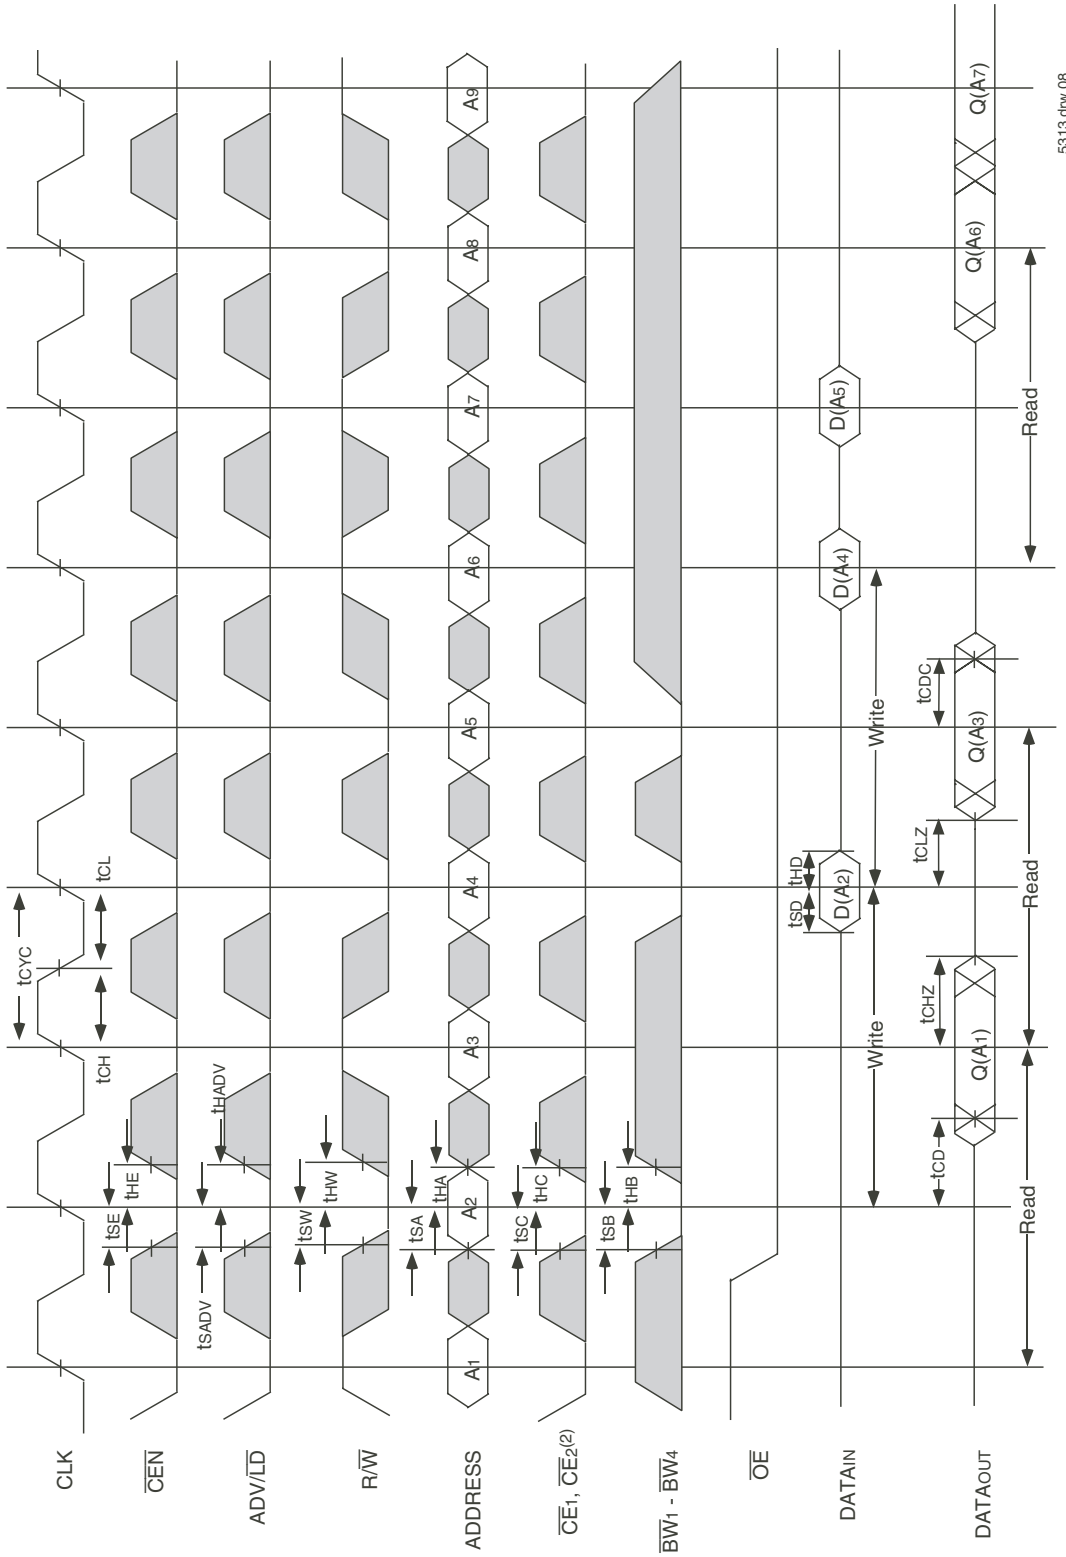 tCYC
tCH tCL
CLK
tSE tHE
CEN
tSADV tHADV
ADV/LD
tSW tHW
R/W
tSA tHA
ADDRESS A1 A2 A3 A4 A5 A6 A7 A8 A9
tSC tHC
CE1, CE2(2)
tSB tHB
BW1 - BW4
OE
tSD tHD
DATAIN D(A2) D(A4) D(A5)
Write Write
tCD tCHZ tCLZ tCDC
DATAOUT Q(A1) Q(A3) Q(A6) Q(A7)
Read Read Read
5313 drw 08